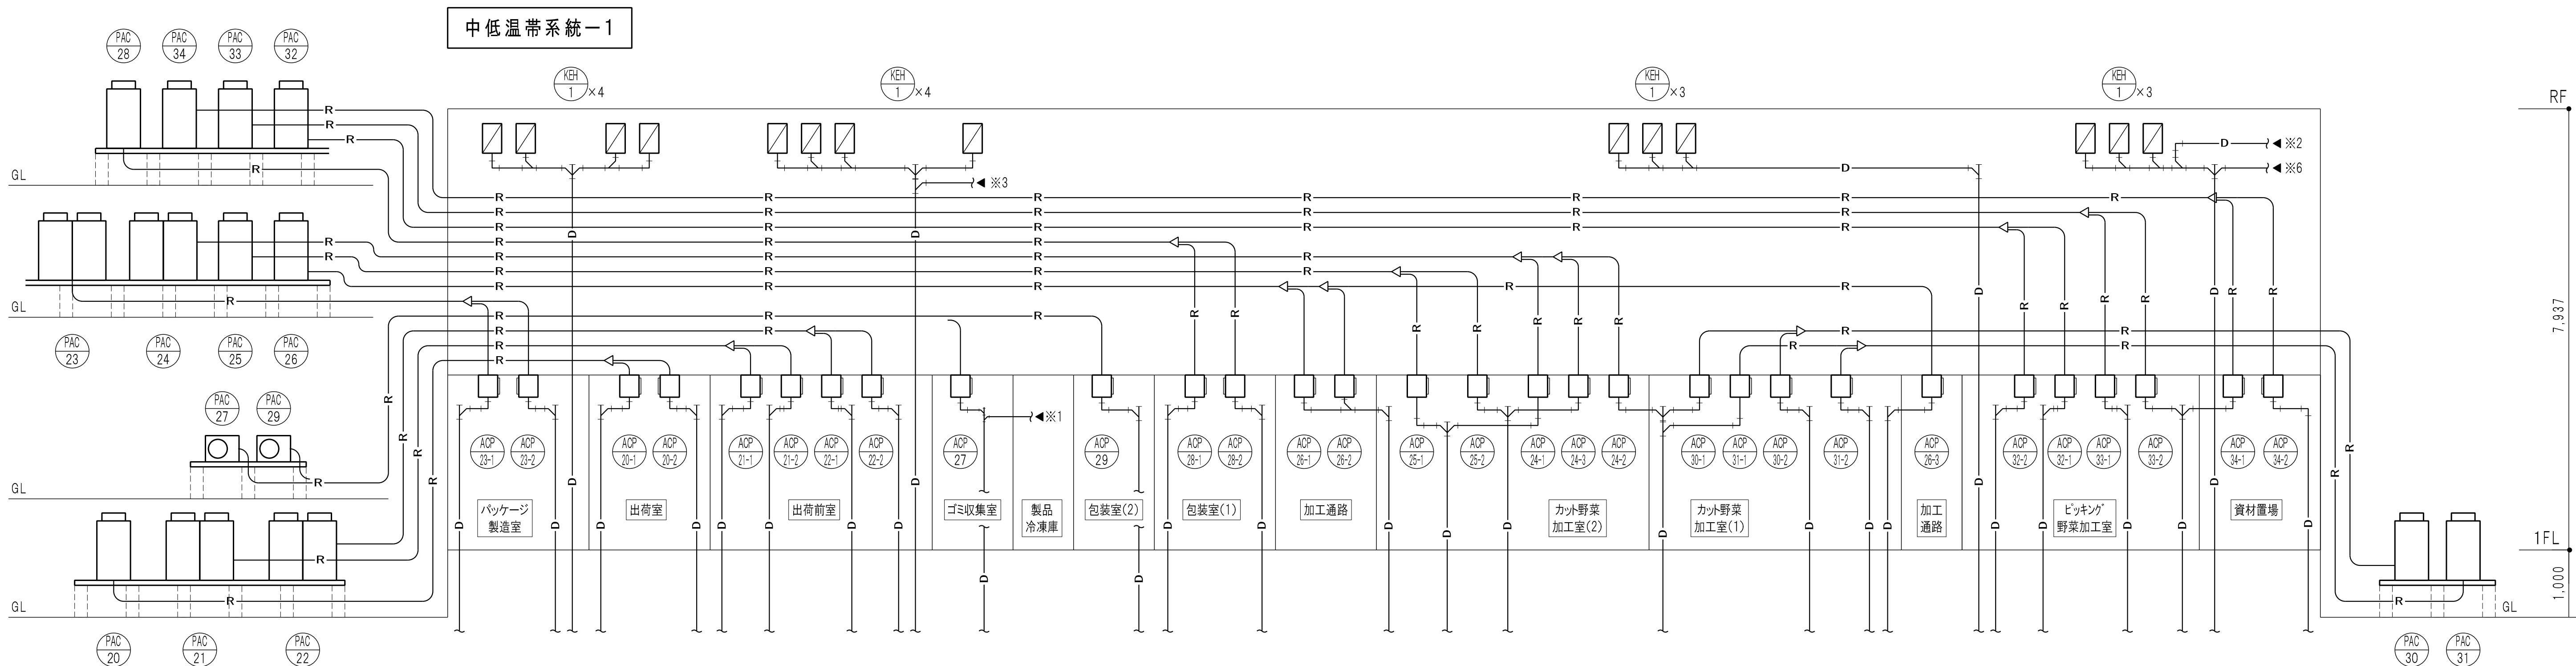 中低温帯系統－1
PAC 28
PAC 34
PAC 33
PAC 32
KEH 1 ×4
KEH 1 ×4
KEH 1 ×3
KEH 1 ×3
RF
R
R
R
R
D
D
◀ ※2
◀ ※6
◀ ※3
GL
R R R R R R R
R R R R R R
R R R R R R
R R R
R R R R
R R R R
R R R R R
R
R R R
R R
R
R
R R
R
R
D
D
D
D
R R R R R R R R R R R R R
GL
PAC 23
PAC 24
PAC 25
PAC 26
7,937
PAC 27
PAC 29
R
R
R
R
◀※1
ACP 23-1
ACP 23-2
ACP 20-1
ACP 20-2
ACP 21-1
ACP 21-2
ACP 22-1
ACP 22-2
ACP 27
ACP 29
ACP 28-1
ACP 28-2
ACP 26-1
ACP 26-2
ACP 25-1
ACP 25-2
ACP 24-1
ACP 24-3
ACP 24-2
ACP 30-1
ACP 31-1
ACP 30-2
ACP 31-2
ACP 26-3
ACP 32-2
ACP 32-1
ACP 33-1
ACP 33-2
ACP 34-1
ACP 34-2
R
R
GL
パッケージ
製造室
出荷室
出荷前室
ゴミ収集室
製品
冷凍庫
包装室(2)
包装室(1)
加工通路
カット野菜
加工室(2)
カット野菜
加工室(1)
加工
通路
ピッキング
野菜加工室
資材置場
D D D D D D D D D D D D D D D D D D D D D D D D D D D
1FL
R
R
1,000
R
GL
GL
PAC 20
PAC 21
PAC 22
PAC 30
PAC 31